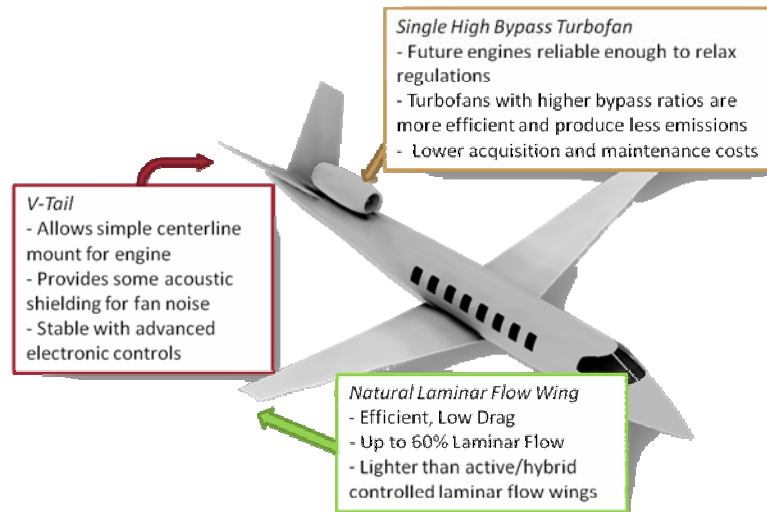 Single High Bypass Turbofan
- Future engines reliable enough to relax
regulations
- Turbofans with higher bypass ratios are
more efficient and produce less emissions
- Lower acquisition and maintenance costs
V-Tail
- Allows simple centerline
mount for engine
- Provides some acoustic
shielding for fan noise
- Stable with advanced
electronic controls
Natural Laminar Flow Wing
- Efficient, Low Drag
- Up to 60% Laminar Flow
- Lighter than active/hybrid
controlled laminar flow wings